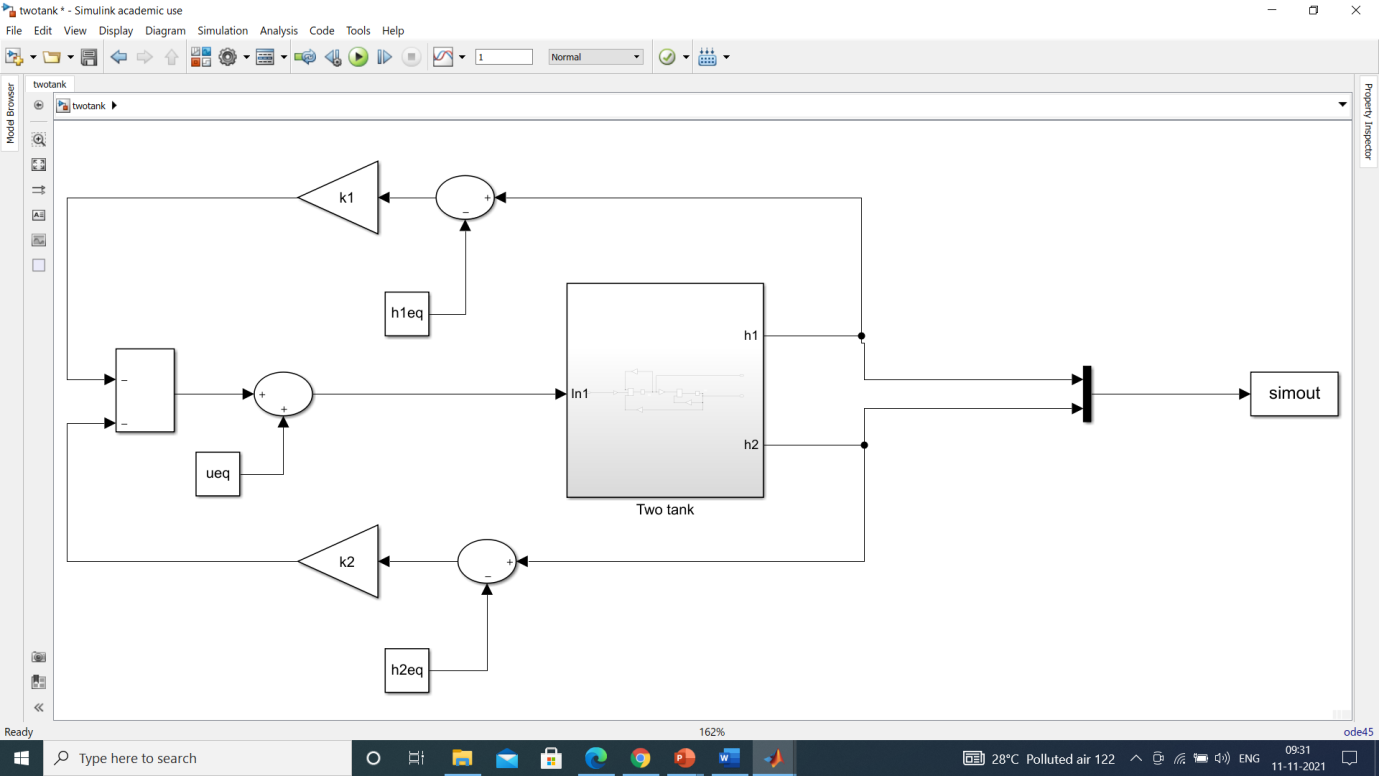 twotank * - Simulink academic use
File Edit View Display Diagram Simulation Analysis Code Tools Help
1 Normal
twotank
twotank
Model Browser
Property Inspector
k1
+
−
h1eq
h1
−
+
+
In1
−
h2
simout
ueq
Two tank
k2
+
−
h2eq
Ready 162% ode45
Type here to search
28°C Polluted air 122 ENG
09:31
11-11-2021